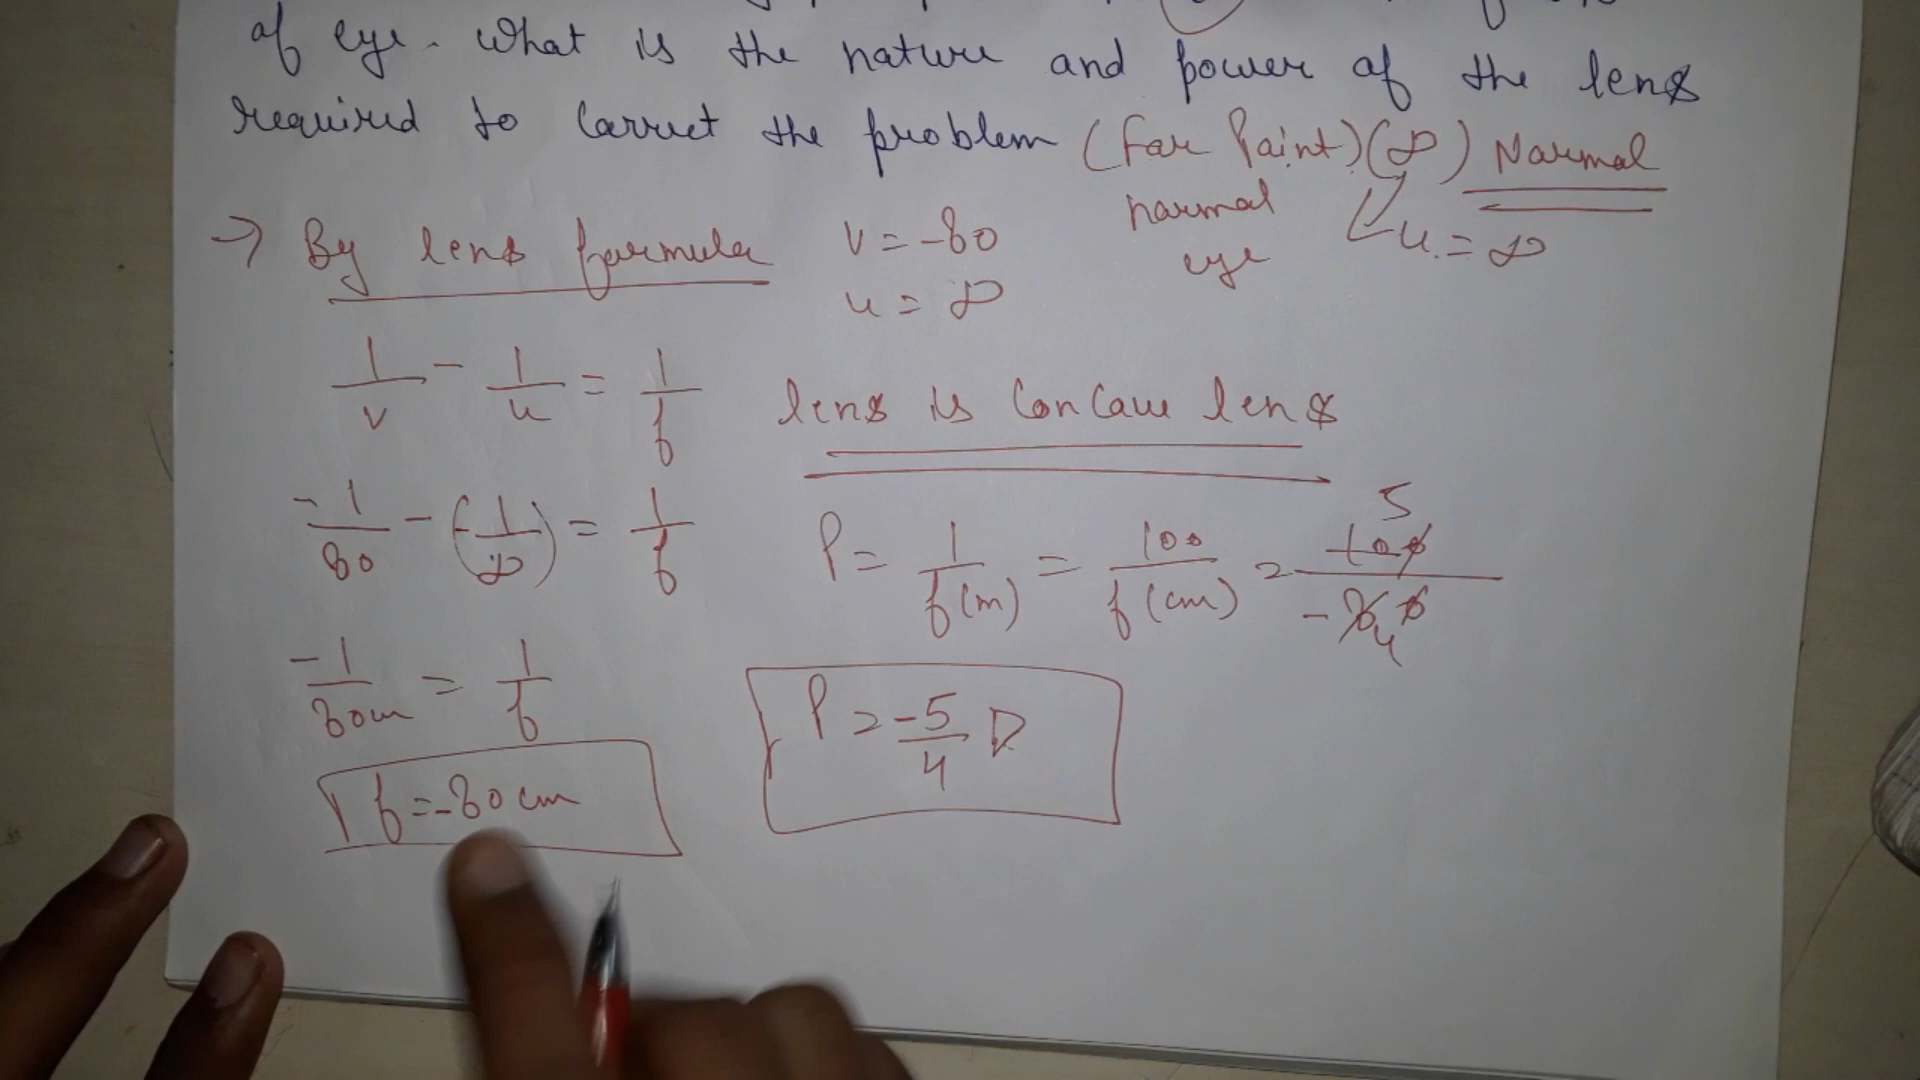 of eye. What is the nature and power of the lens
required to correct the problem (Far Point) (∞) Normal
normal eye
u = ∞
→ By lens formula
v = -80
u = ∞
1/v - 1/u = 1/f
lens is Concave lens
-1/80 - (-1/∞) = 1/f
P = 1/f(m) = 100/f(cm) = 100/-80
5
4
-1/80cm = 1/f
P = -5/4 D
f = -80 cm